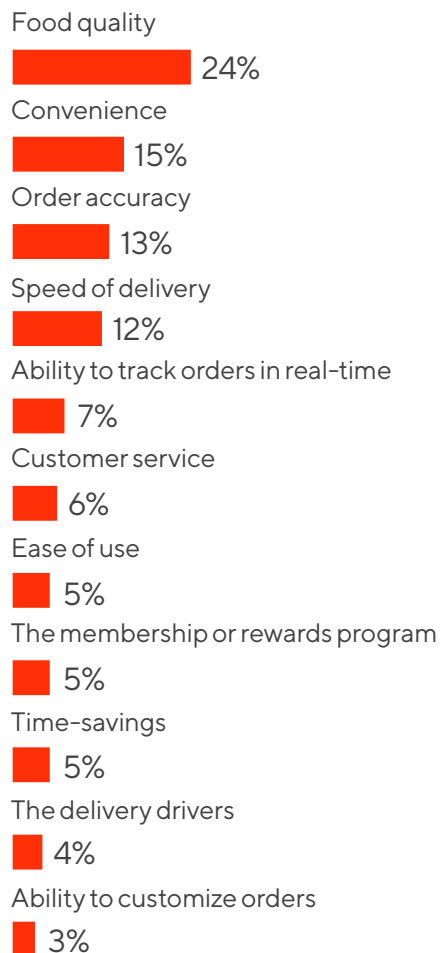 Food quality
24%
Convenience
15%
Order accuracy
13%
Speed of delivery
12%
Ability to track orders in real-time
7%
Customer service
6%
Ease of use
5%
The membership or rewards program
5%
Time-savings
5%
The delivery drivers
4%
Ability to customize orders
3%